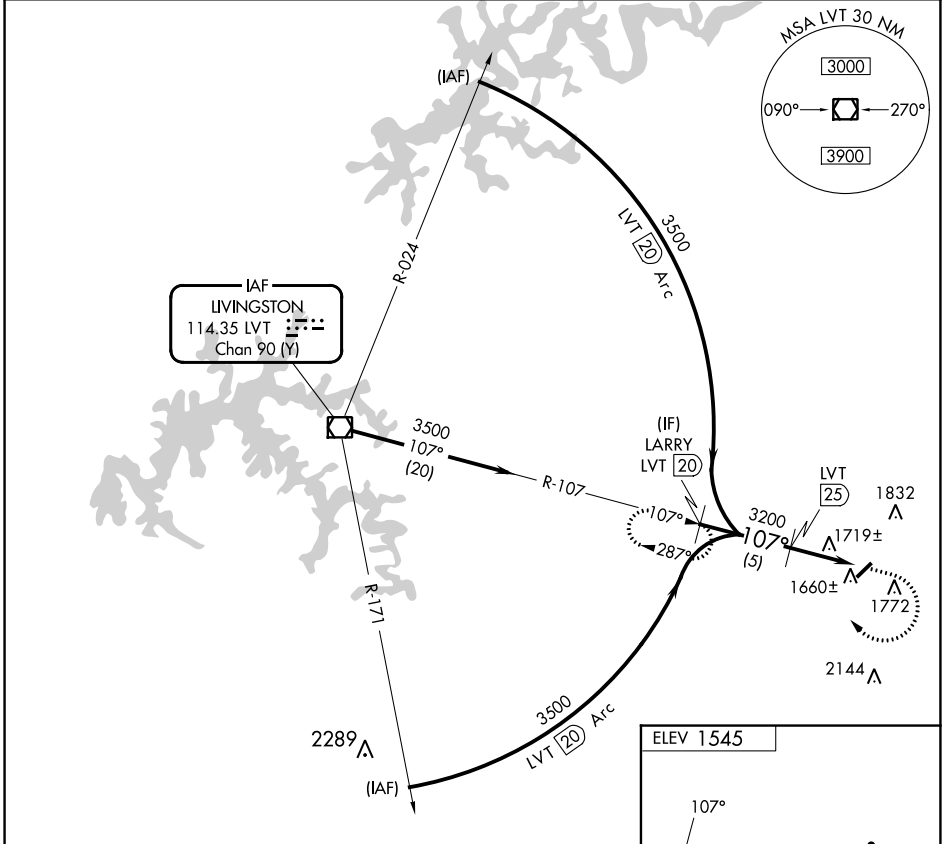 MSA LVT 30 NM
3000
090°
270°
3900
(IAF)
3500
LVT 20 Arc
R-024
IAF
LIVINGSTON
114.35 LVT
Chan 90 (Y)
3500
107°
(20)
R-107
(IF)
LARRY
LVT 20
LVT
25
1832
107°
3200
107°
(5)
1719±
287°
1660±
1772
R-171
2144
3500
LVT 20 Arc
2289
(IAF)
ELEV 1545
107°